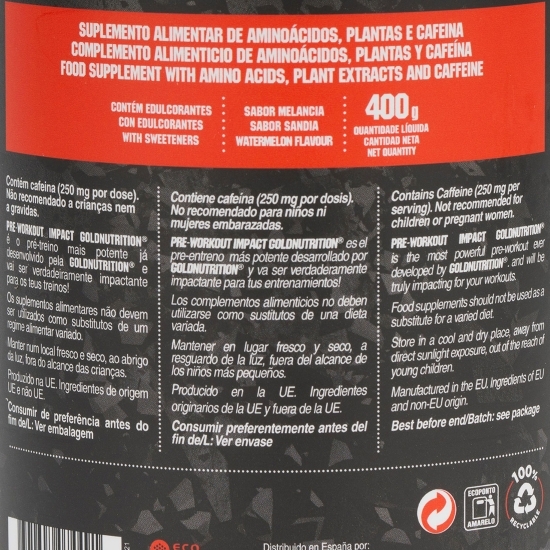 SUPLEMENTO ALIMENTAR DE AMINOÁCIDOS, PLANTAS E CAFEINA
COMPLEMENTO ALIMENTICIO DE AMINOÁCIDOS, PLANTAS Y CAFEÍNA
FOOD SUPPLEMENT WITH AMINO ACIDS, PLANT EXTRACTS AND CAFFEINE
CONTÉM EDULCORANTES
CON EDULCORANTES
WITH SWEETENERS
SABOR MELANCIA
SABOR SANDIA
WATERMELON FLAVOUR
400g
QUANTIDADE LÍQUIDA
CANTIDAD NETA
NET QUANTITY
Contém cafeína (250 mg por dose).
Não recomendado a crianças nem
a gravidas.
PRE-WORKOUT IMPACT GOLDNUTRITION®
é o pré-treino mais potente já
desenvolvido pela GOLDNUTRITION® e
vai ser verdadeiramente impactante
para os teus treinos!
Os suplementos alimentares não devem
ser utilizados como substitutos de um
regime alimentar variado.
Manter num local fresco e seco, ao abrigo
da luz, fora do alcance das crianças.
Produzido na UE. Ingredientes de origem
UE e não UE.
Consumir de preferência antes do
fim de/L: Ver embalagem
Contiene cafeína (250 mg por dosis).
No recomendado para niños ni
mujeres embarazadas.
PRE-WORKOUT IMPACT GOLDNUTRITION® es el
pre-entreno más potente desarrollado por
GOLDNUTRITION® y va ser verdaderamente
impactante para tus entrenamientos!
Los complementos alimenticios no deben
utilizarse como sustitutos de una dieta
variada.
Mantener en lugar fresco y seco, a
resguardo de la luz, fuera del alcance de
los niños más pequeños.
Producido en la UE. Ingredientes
originarios de la UE y fuera de la UE.
Consumir preferentemente antes del
fin de/L: Ver envase
Contains Caffeine (250 mg per
serving). Not recommended for
children or pregnant women.
PRE-WORKOUT IMPACT GOLDNUTRITION®
is the most powerful pre-workout ever
developed by GOLDNUTRITION®, and will be
truly impacting for your workouts.
Food supplements should not be used as a
substitute for a varied diet.
Store in a cool and dry place, away from
direct sunlight exposure, out of the reach of
young children.
Manufactured in the EU. ingredients of EU
and non-EU origin.
Best before end/Batch: see package
ECOPONTO
AMARELO
100%
RECYCLABLE
21
ECO
Distribuido en España por: